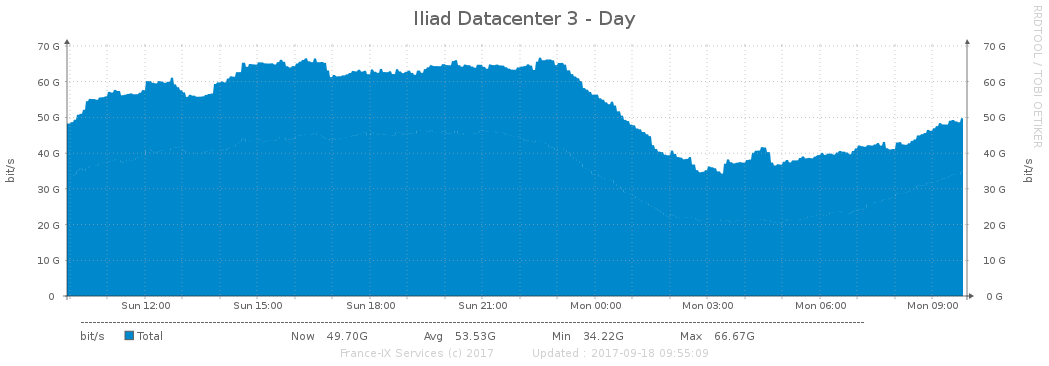 Iliad Datacenter 3 - Day
RRDTOOL / TOBI OETIKER
bit/s
70 G 70 G
60 G 60 G
50 G 50 G
40 G 40 G
30 G 30 G
20 G 20 G
10 G 10 G
0 0 G
bit/s
Sun 12:00 Sun 15:00 Sun 18:00 Sun 21:00 Mon 00:00 Mon 03:00 Mon 06:00 Mon 09:00
bit/s Total Now 49.70G Avg 53.53G Min 34.22G Max 66.67G
France-IX Services (c) 2017 Updated : 2017-09-18 09:55:09